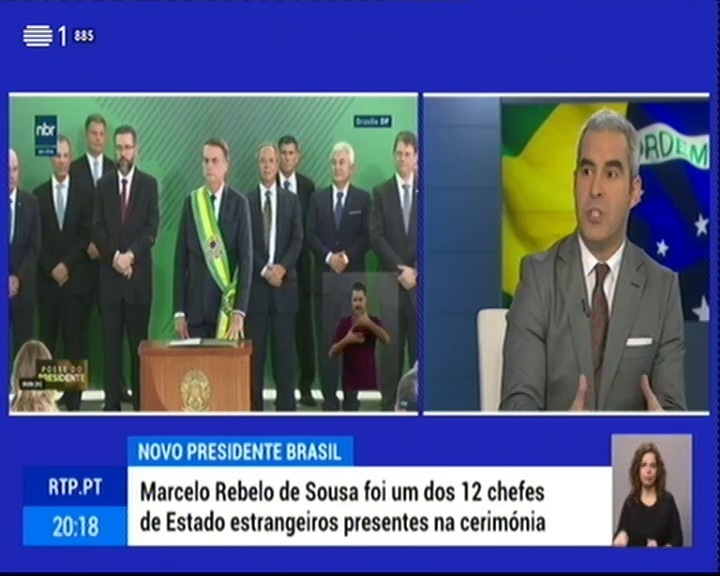 1 885
nbr
Brasília DF
ORDEM
POSSE DO
PRESIDENTE
NOVO PRESIDENTE BRASIL
RTP.PT
Marcelo Rebelo de Sousa foi um dos 12 chefes
20:18
de Estado estrangeiros presentes na cerimónia